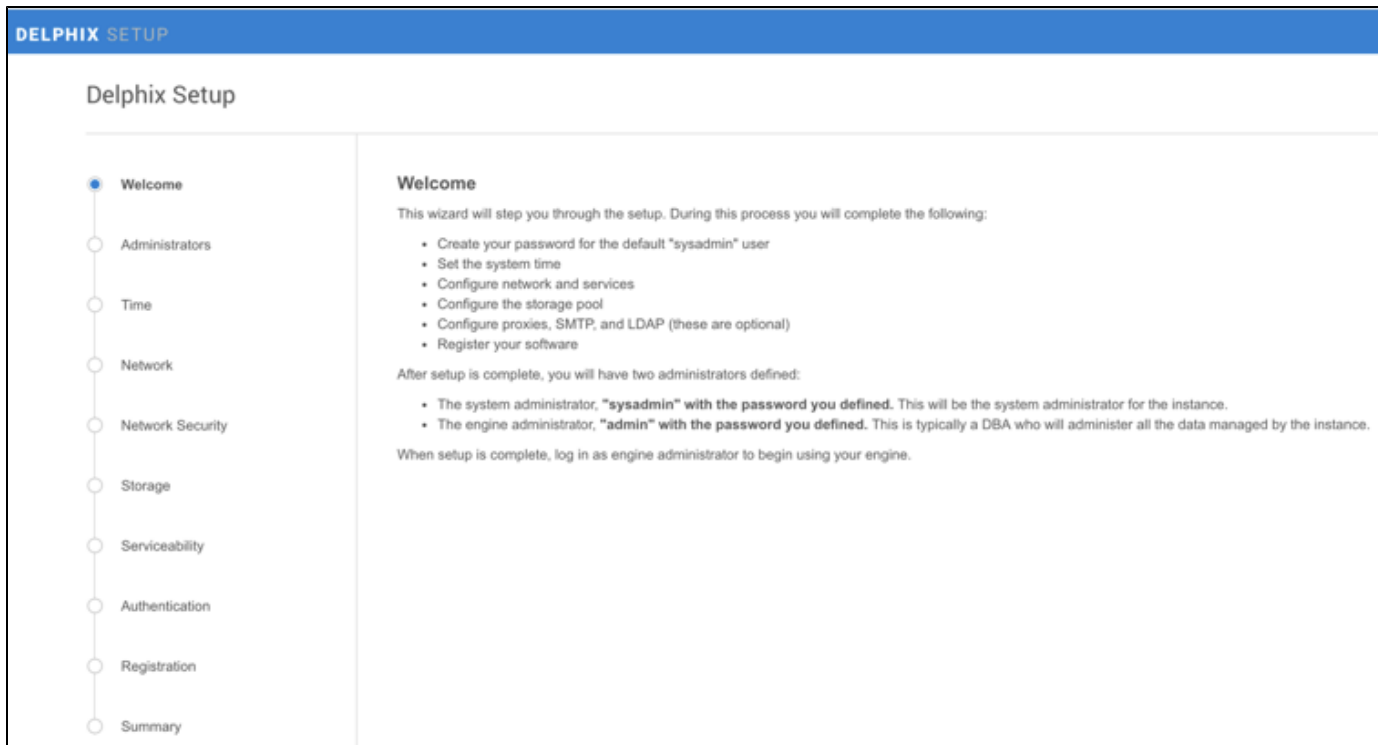 DELPHIX SETUP
Delphix Setup
Welcome
Administrators
Time
Network
Network Security
Storage
Serviceability
Authentication
Registration
Summary
Welcome
This wizard will step you through the setup. During this process you will complete the following:
• Create your password for the default "sysadmin" user
• Set the system time
• Configure network and services
• Configure the storage pool
• Configure proxies, SMTP, and LDAP (these are optional)
• Register your software
After setup is complete, you will have two administrators defined:
• The system administrator, "sysadmin" with the password you defined. This will be the system administrator for the instance.
• The engine administrator, "admin" with the password you defined. This is typically a DBA who will administer all the data managed by the instance.
When setup is complete, log in as engine administrator to begin using your engine.